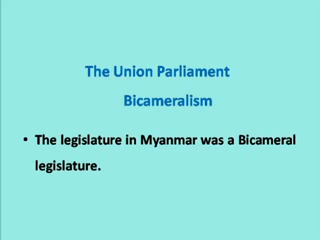 The Union Parliament
Bicameralism
• The legislature in Myanmar was a Bicameral
legislature.